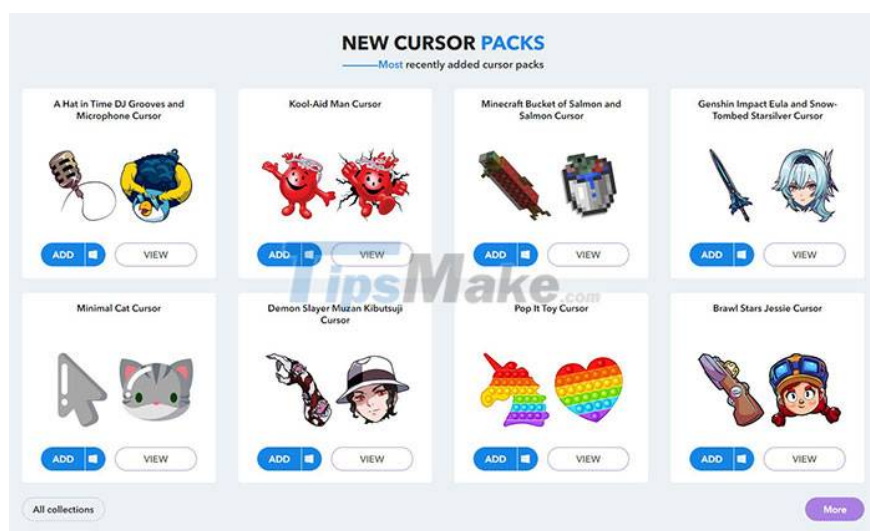 NEW CURSOR PACKS
Most recently added cursor packs
A Hat in Time DJ Grooves and
Microphone Cursor
ADD
VIEW
Kool-Aid Man Cursor
ADD
VIEW
Minecraft Bucket of Salmon and
Salmon Cursor
ADD
VIEW
Genshin Impact Eula and Snow-
Tombed Starsilver Cursor
ADD
VIEW
TipsMake.com
Minimal Cat Cursor
ADD
VIEW
Demon Slayer Muzan Kibutsuji
Cursor
ADD
VIEW
Pop It Toy Cursor
ADD
VIEW
Brawl Stars Jessie Cursor
ADD
VIEW
All collections
More